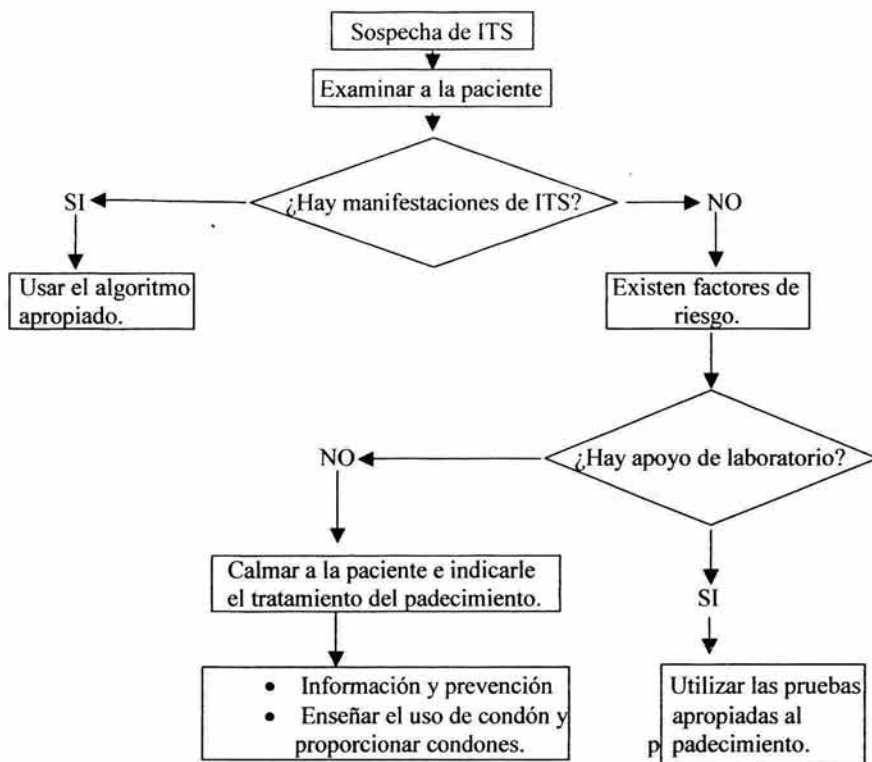 Sospecha de ITS
Examinar a la paciente
¿Hay manifestaciones de ITS?
SI
NO
Usar el algoritmo
apropiado.
Existen factores de
riesgo.
¿Hay apoyo de laboratorio?
NO
Calmar a la paciente e indicarle
el tratamiento del padecimiento.
SI
• Información y prevención
• Enseñar el uso de condón y
proporcionar condones.
Utilizar las pruebas
apropiadas al
p padecimiento.